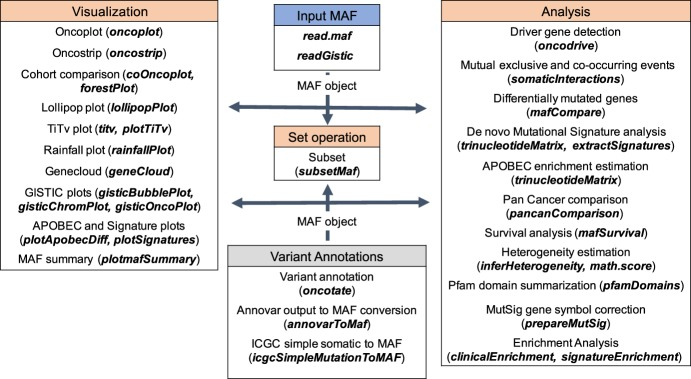 Visualization
Oncoplot (oncoplot)
Oncostrip (oncostrip)
Cohort comparison (coOncoplot,
forestPlot)
Lollipop plot (lollipopPlot)
TiTv plot (titv, plotTiTv)
Rainfall plot (rainfallPlot)
Genecloud (geneCloud)
GISTIC plots (gisticBubblePlot,
gisticChromPlot, gisticOncoPlot)
APOBEC and Signature plots
(plotApobecDiff, plotSignatures)
MAF summary (plotmafSummary)
Input MAF
read.maf
readGistic
MAF object
Set operation
Subset
(subsetMaf)
MAF object
Variant Annotations
Variant annotation
(oncotate)
Annovar output to MAF conversion
(annovarToMaf)
ICGC simple somatic to MAF
(icgcSimpleMutationToMAF)
Analysis
Driver gene detection
(oncodrive)
Mutual exclusive and co-occurring events
(somaticInteractions)
Differentially mutated genes
(mafCompare)
De novo Mutational Signature analysis
(trinucleotideMatrix, extractSignatures)
APOBEC enrichment estimation
(trinucleotideMatrix)
Pan Cancer comparison
(pancanComparison)
Survival analysis (mafSurvival)
Heterogeneity estimation
(inferHeterogeneity, math.score)
Pfam domain summarization (pfamDomains)
MutSig gene symbol correction
(prepareMutSig)
Enrichment Analysis
(clinicalEnrichment, signatureEnrichment)